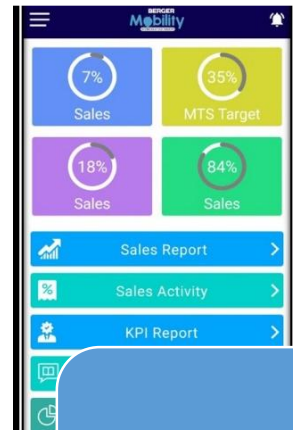 BERGER
Mobility
7%
Sales
35%
MTS Target
18%
Sales
84%
Sales
Sales Report
%
Sales Activity
KPI Report